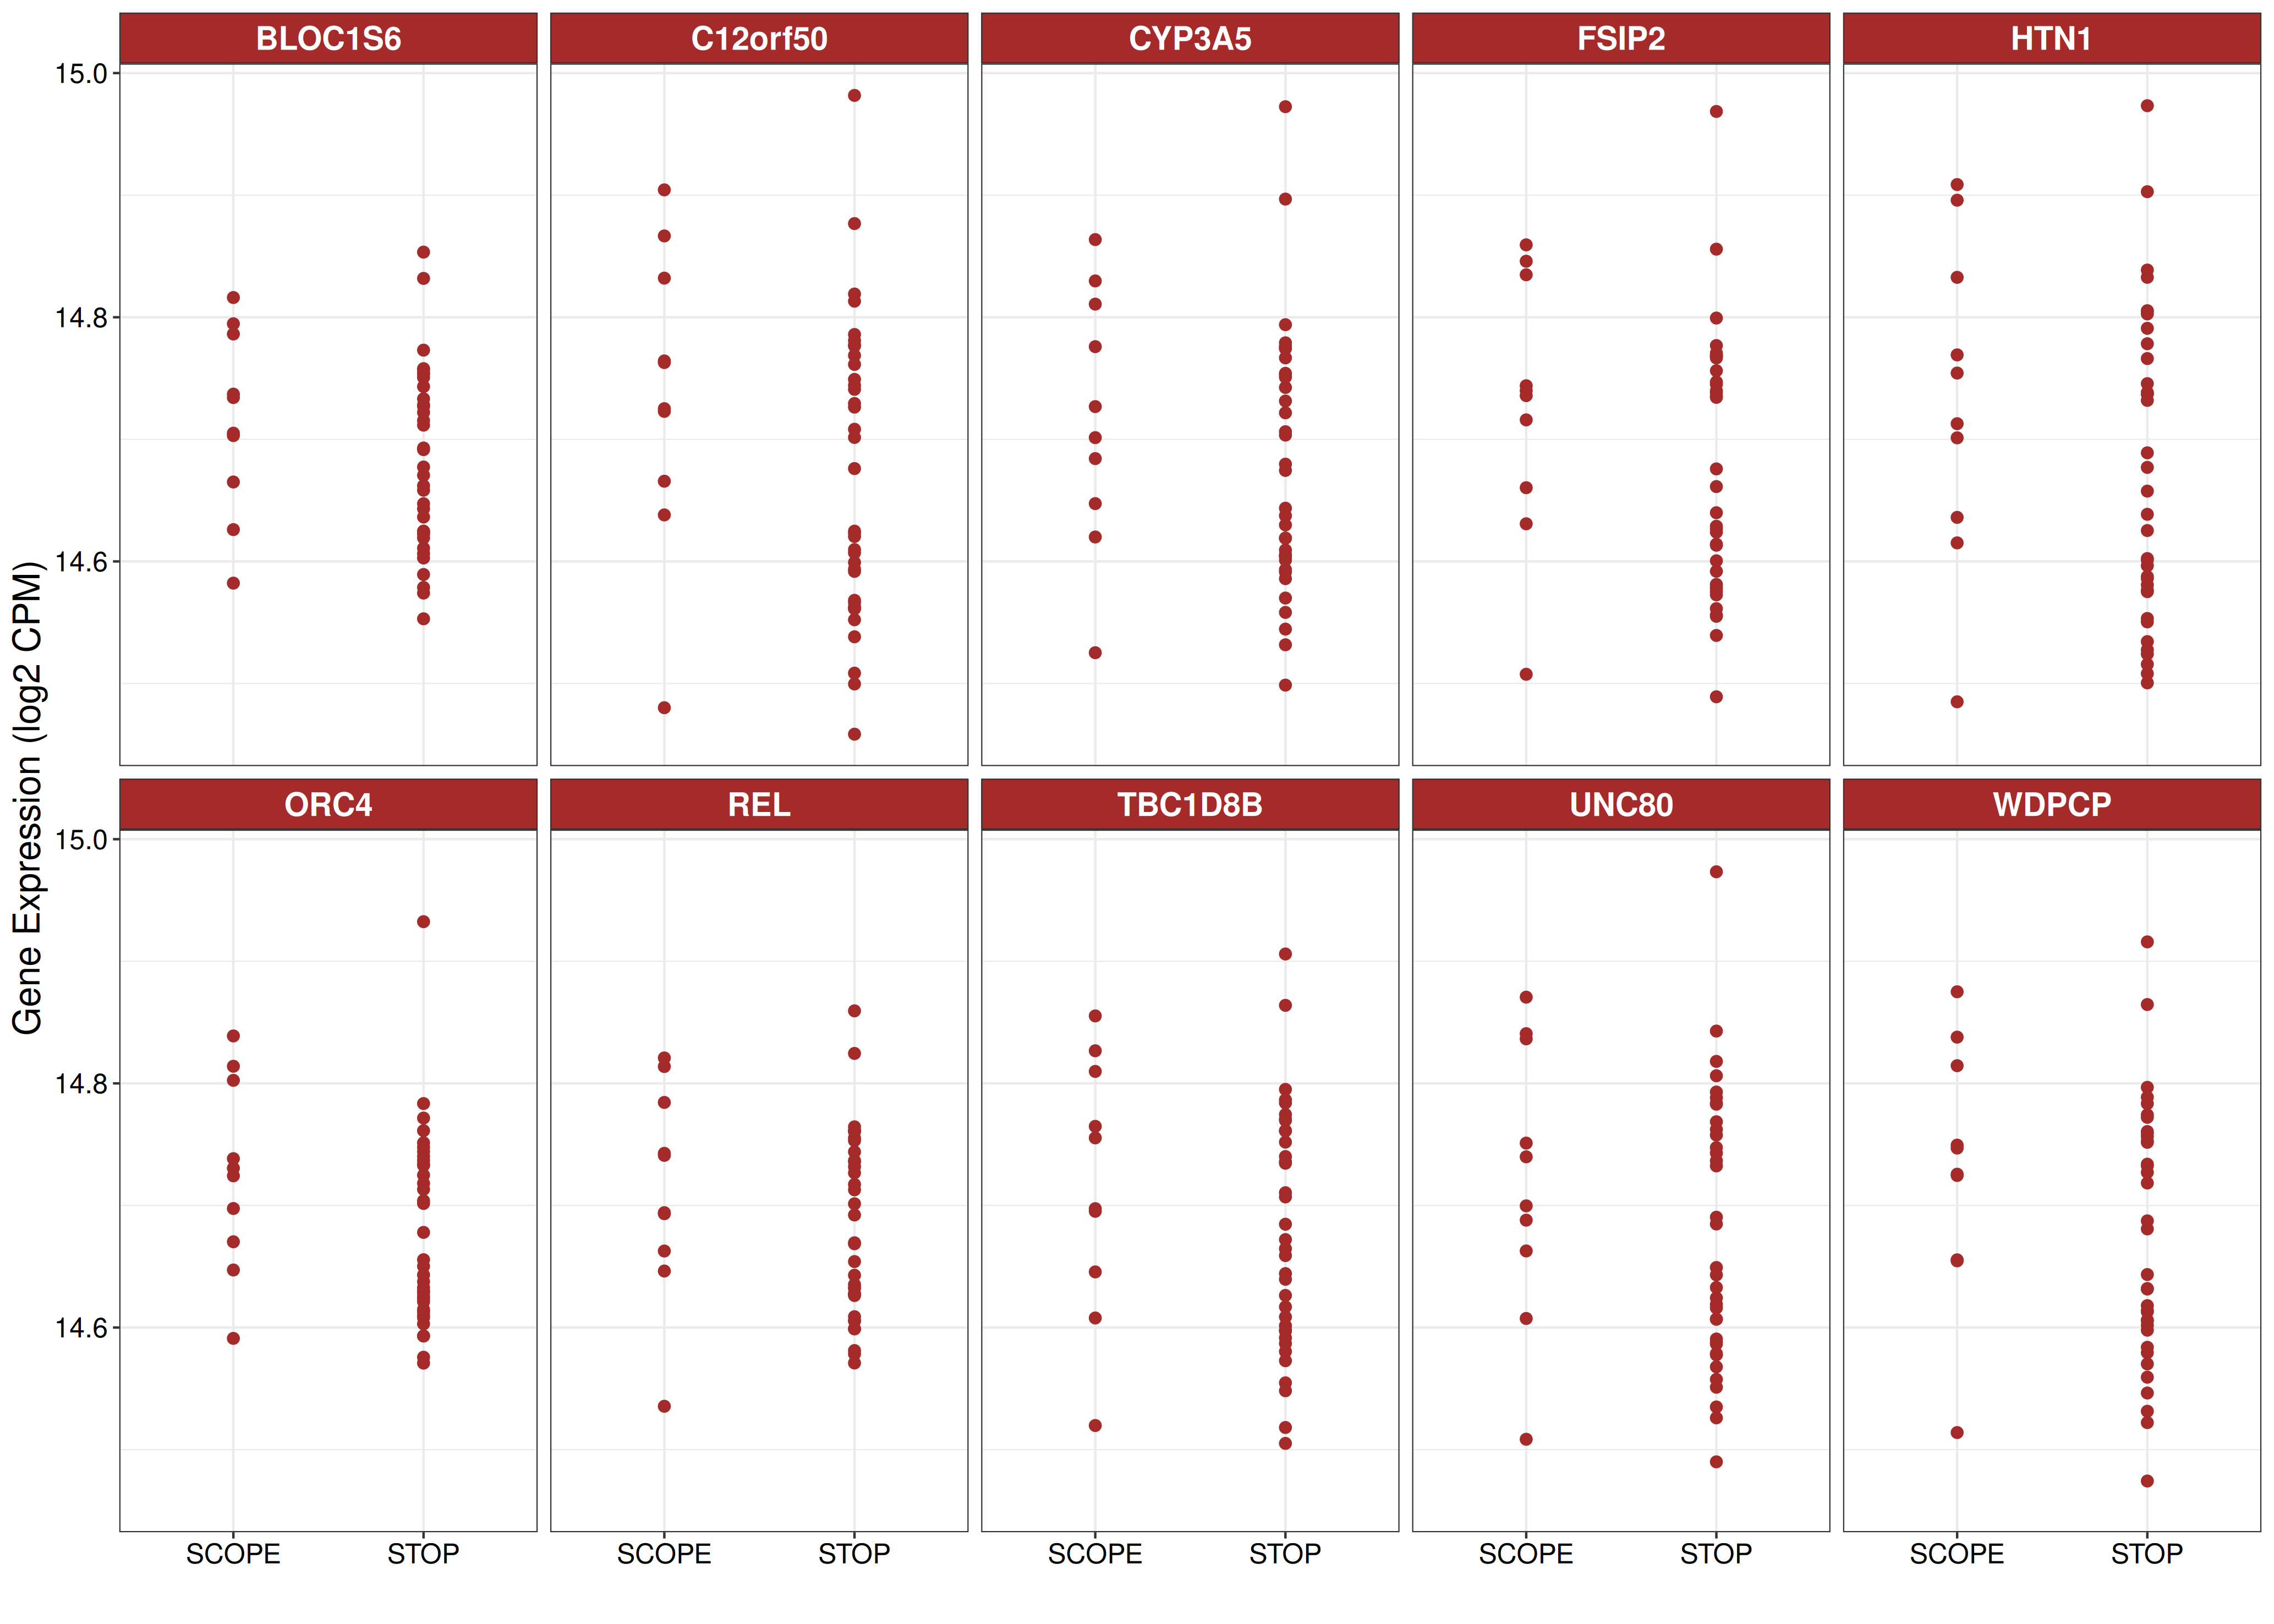 BLOC1S6 C12orf50 CYP3A5 FSIP2 HTN1
15.0
14.8
14.6
Gene Expression (log2 CPM)
ORC4 REL TBC1D8B UNC80 WDPCP
15.0
14.8
14.6
SCOPE STOP SCOPE STOP SCOPE STOP SCOPE STOP SCOPE STOP